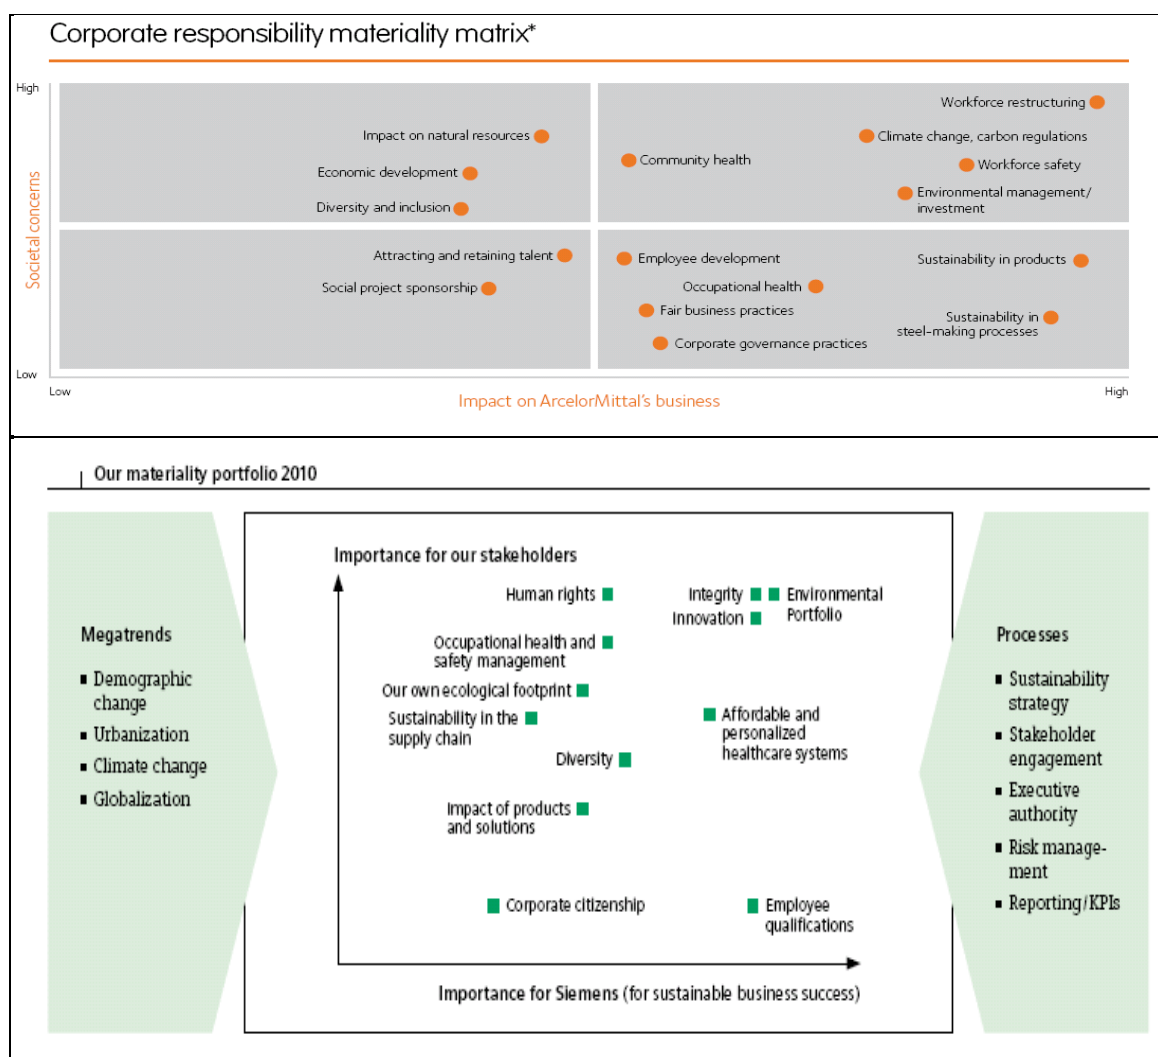 Corporate responsibility materiality matrix*
High
Workforce restructuring
Impact on natural resources
Climate change, carbon regulations
Community health
Workforce safety
Economic development
Environmental management/
investment
Diversity and inclusion
Societal concerns
Attracting and retaining talent
Employee development
Sustainability in products
Social project sponsorship
Occupational health
Fair business practices
Sustainability in
steel-making processes
Corporate governance practices
Low
Low
High
Impact on ArcelorMittal's business
Our materiality portfolio 2010
Megatrends
Demographic
change
Urbanization
Climate change
Globalization
Importance for our stakeholders
Human rights
Integrity
Environmental
Portfolio
Innovation
Occupational health and
safety management
Our own ecological footprint
Sustainability in the
supply chain
Affordable and
personalized
healthcare systems
Diversity
Impact of products
and solutions
Corporate citizenship
Employee
qualifications
Importance for Siemens (for sustainable business success)
Processes
Sustainability
strategy
Stakeholder
engagement
Executive
authority
Risk manage-
ment
Reporting/KPIs